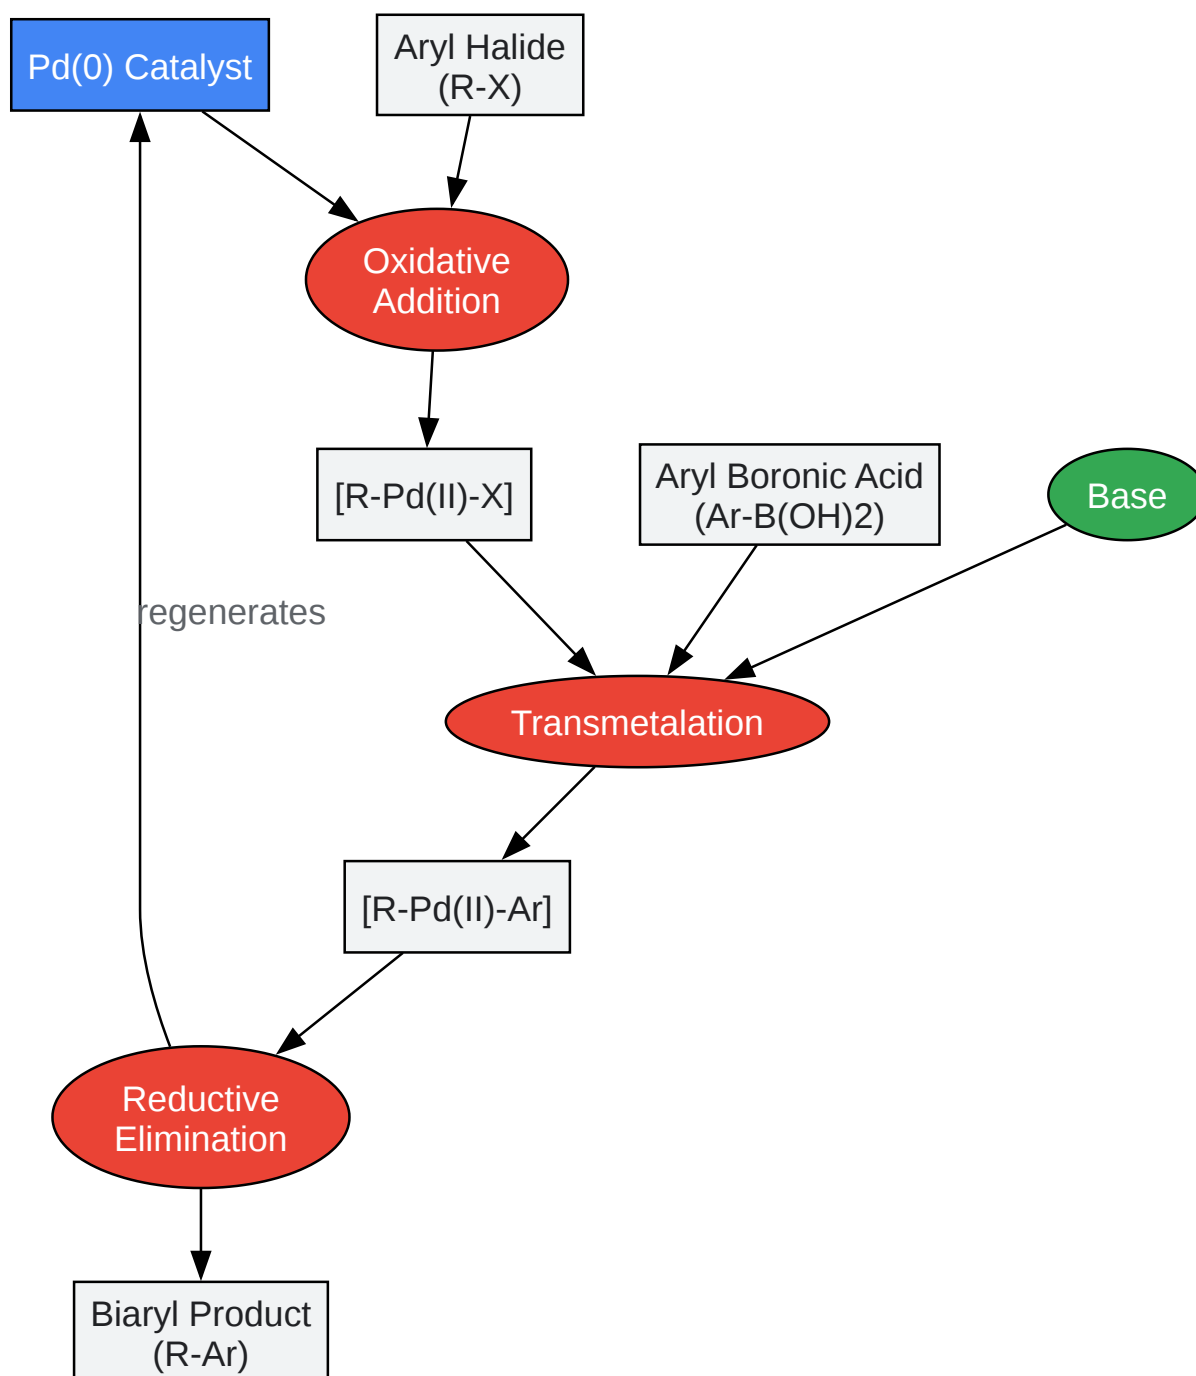 Pd(0) Catalyst
Aryl Halide
(R-X)
Oxidative
Addition
[R-Pd(II)-X]
Aryl Boronic Acid
(Ar-B(OH)2)
Base
regenerates
Transmetalation
[R-Pd(II)-Ar]
Reductive
Elimination
Biaryl Product
(R-Ar)